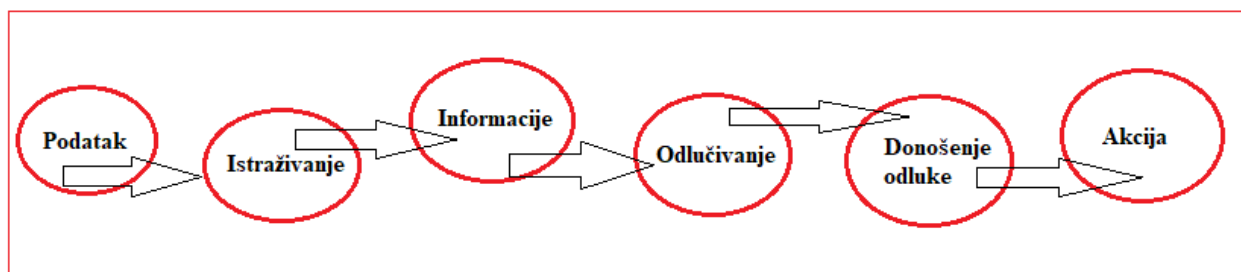 Podatak
Istraživanje
Informacije
Odlučivanje
Donošenje
odluke
Akcija